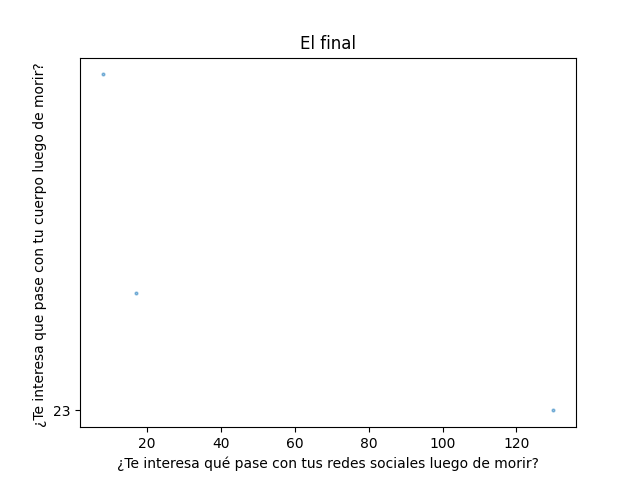 El final
¿Te interesa que pase con tu cuerpo luego de morir?
23
20 40 60 80 100 120
¿Te interesa qué pase con tus redes sociales luego de morir?